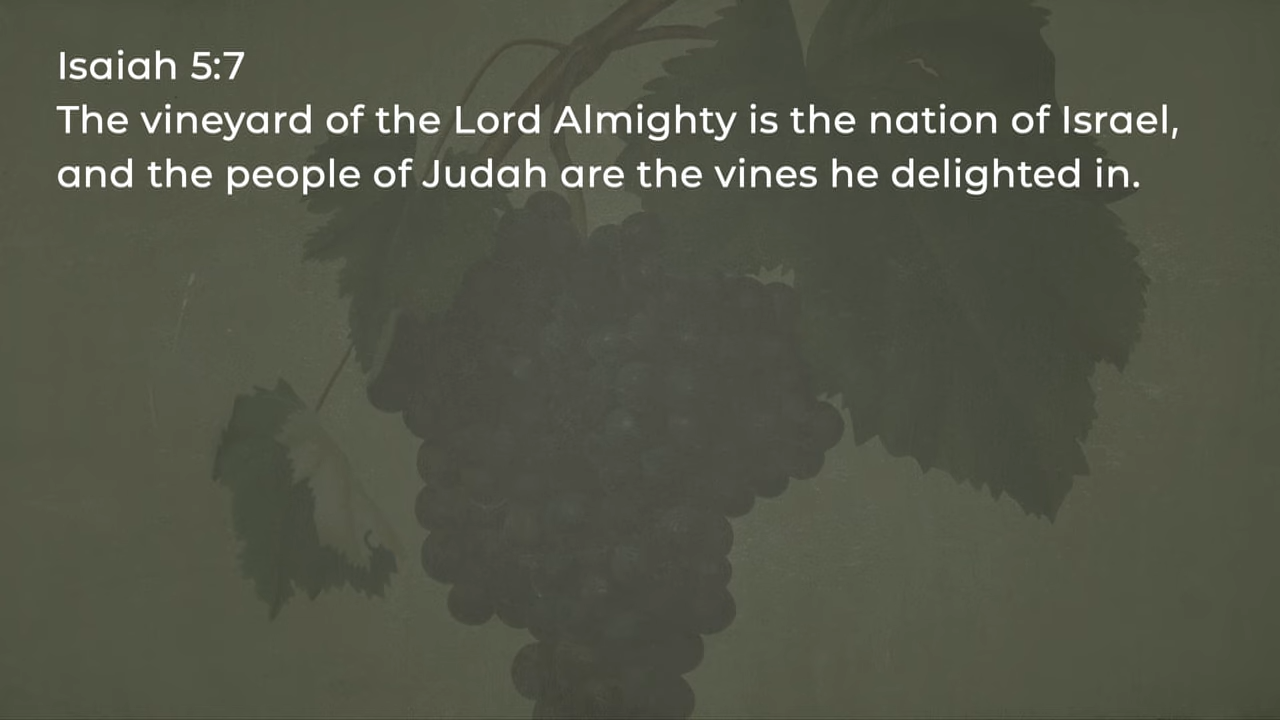 Isaiah 5:7
The vineyard of the Lord Almighty is the nation of Israel,
and the people of Judah are the vines he delighted in.